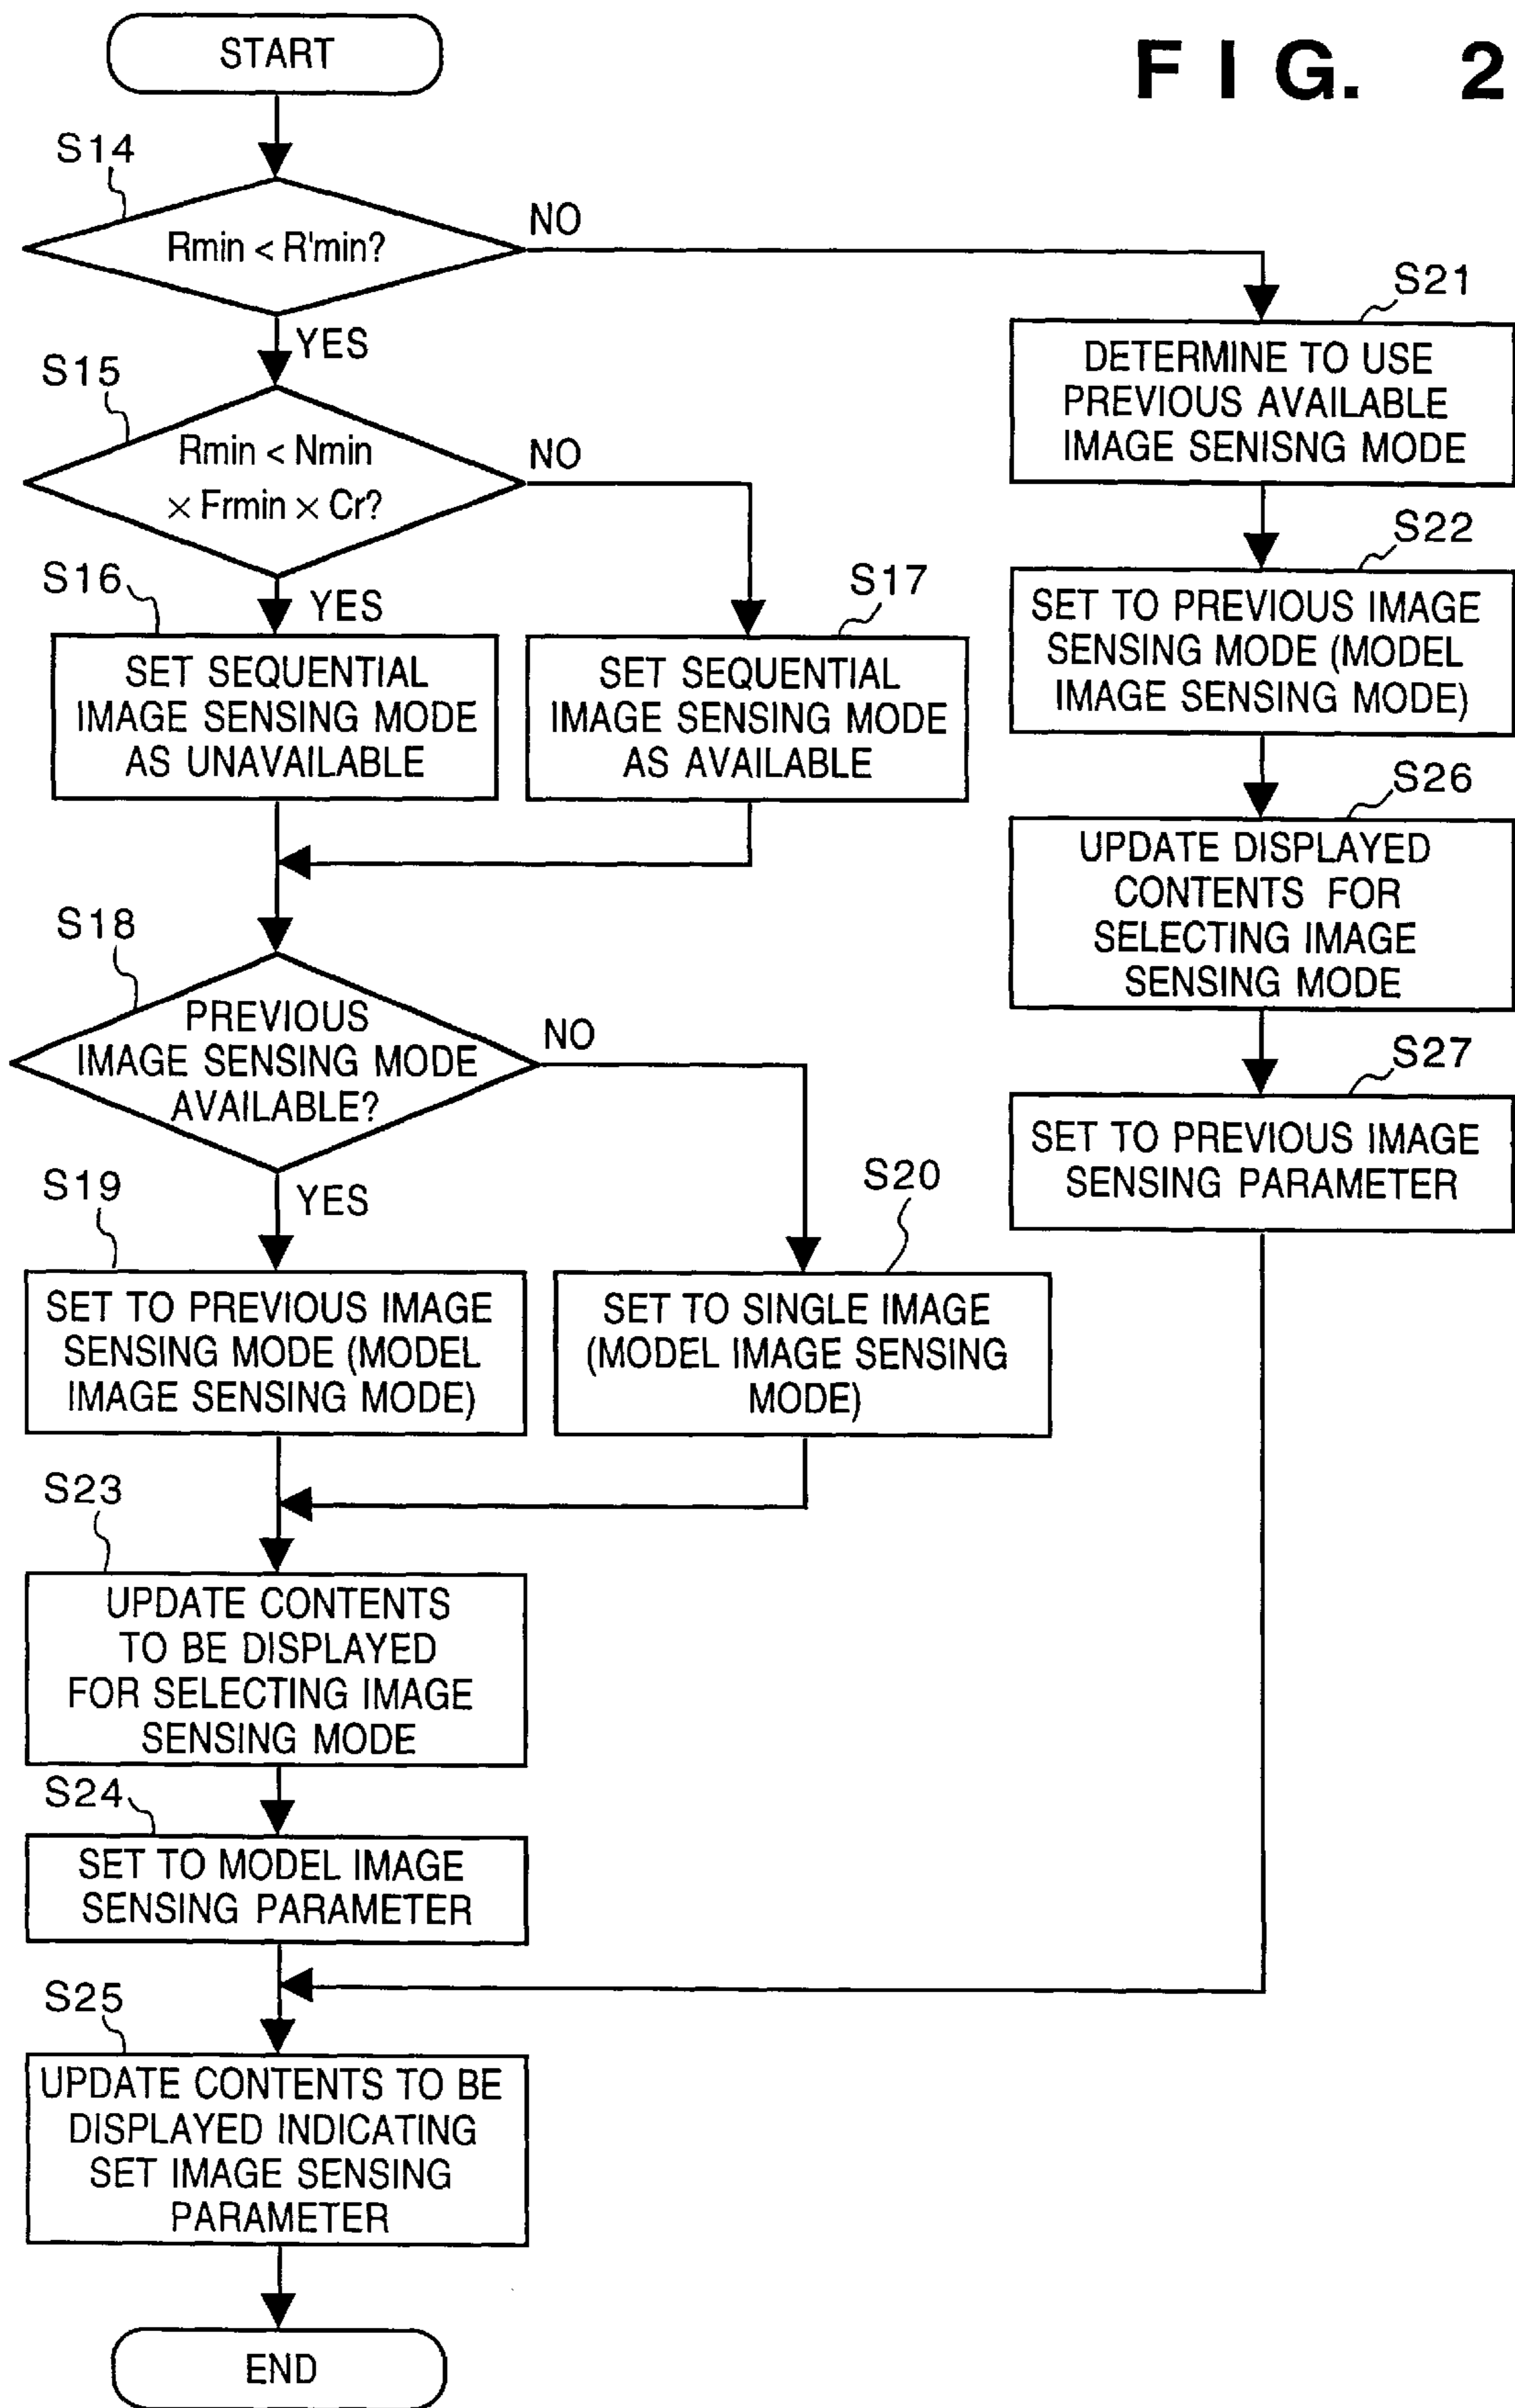 FIG. 2
START
S14
Rmin < R'min?
NO
YES
S15
Rmin < Nmin
× Frmin × Cr?
NO
YES
S16
SET SEQUENTIAL
IMAGE SENSING MODE
AS UNAVAILABLE
S17
SET SEQUENTIAL
IMAGE SENSING MODE
AS AVAILABLE
S18
PREVIOUS
IMAGE SENSING MODE
AVAILABLE?
NO
YES
S19
SET TO PREVIOUS IMAGE
SENSING MODE (MODEL
IMAGE SENSING MODE)
S20
SET TO SINGLE IMAGE
(MODEL IMAGE SENSING
MODE)
S21
DETERMINE TO USE
PREVIOUS AVAILABLE
IMAGE SENISNG MODE
S22
SET TO PREVIOUS IMAGE
SENSING MODE (MODEL
IMAGE SENSING MODE)
S26
UPDATE DISPLAYED
CONTENTS FOR
SELECTING IMAGE
SENSING MODE
S27
SET TO PREVIOUS IMAGE
SENSING PARAMETER
S23
UPDATE CONTENTS
TO BE DISPLAYED
FOR SELECTING IMAGE
SENSING MODE
S24
SET TO MODEL IMAGE
SENSING PARAMETER
S25
UPDATE CONTENTS TO BE
DISPLAYED INDICATING
SET IMAGE SENSING
PARAMETER
END